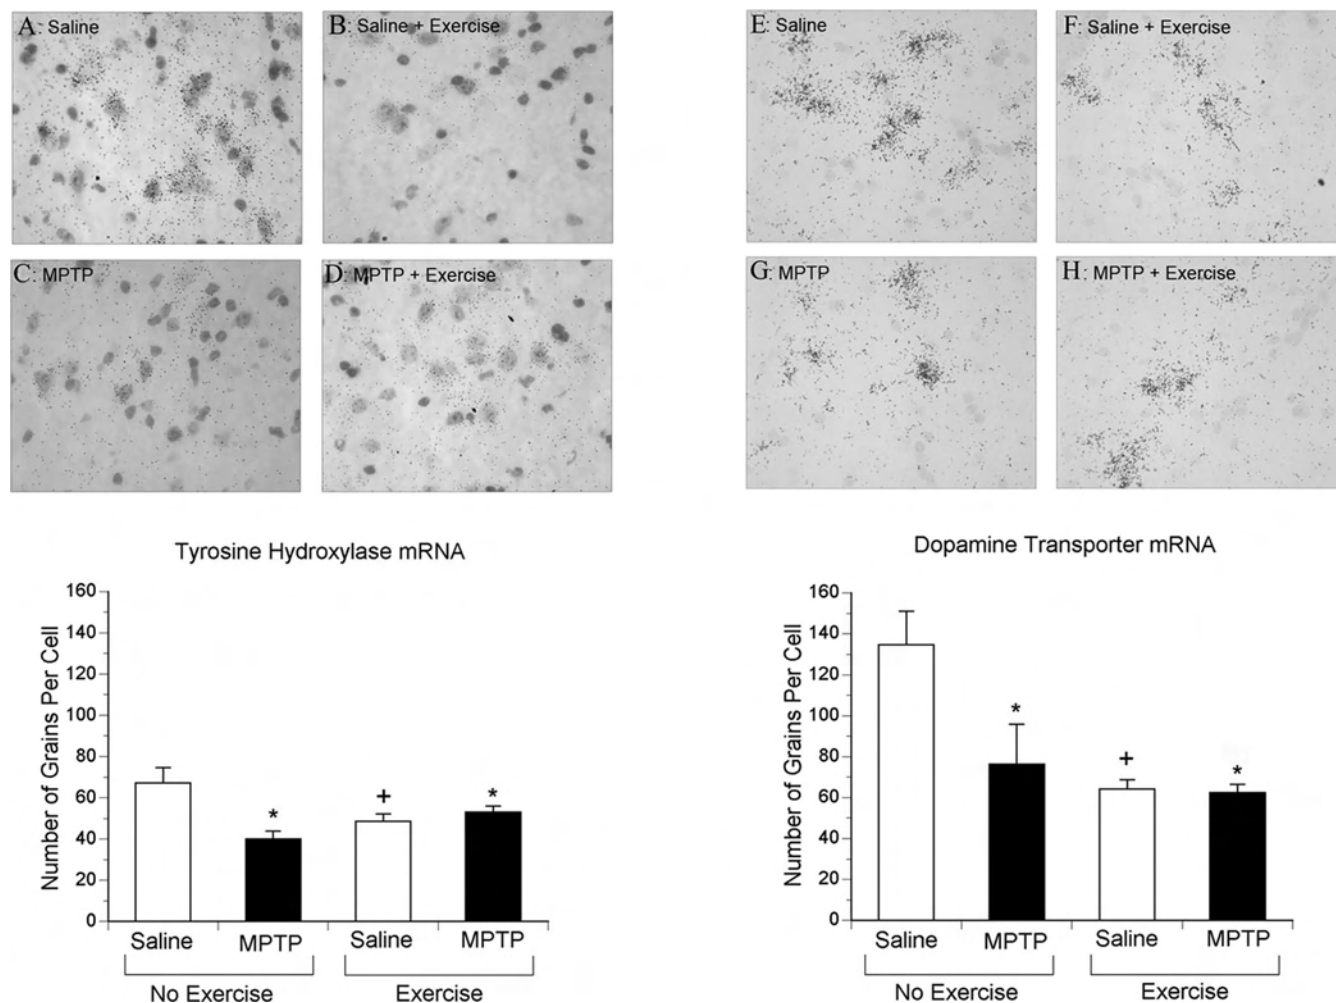 A: Saline
B: Saline + Exercise
C: MPTP
D: MPTP + Exercise
Tyrosine Hydroxylase mRNA
Number of Grains Per Cell
160
140
120
100
80
60
40
20
0
*
+
*
Saline
MPTP
Saline
MPTP
No Exercise
Exercise
E: Saline
F: Saline + Exercise
G: MPTP
H: MPTP + Exercise
Dopamine Transporter mRNA
Number of Grains Per Cell
160
140
120
100
80
60
40
20
0
*
+
*
Saline
MPTP
Saline
MPTP
No Exercise
Exercise